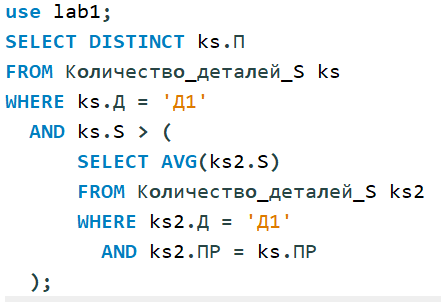 use lab1;
SELECT DISTINCT ks.П
FROM Количество_деталей_S ks
WHERE ks.Д = 'Д1'
AND ks.S > (
SELECT AVG(ks2.S)
FROM Количество_деталей_S ks2
WHERE ks2.Д = 'Д1'
AND ks2.ПР = ks.ПР
);